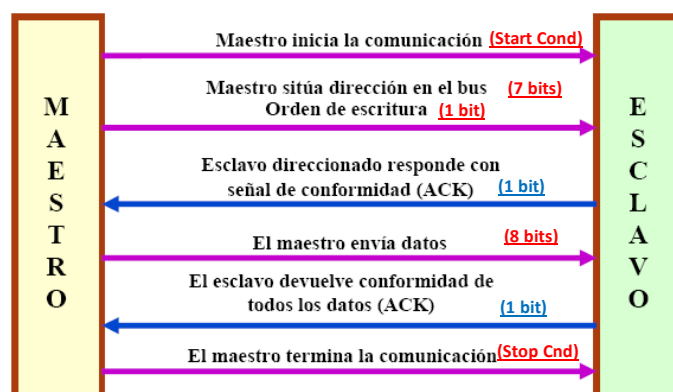 MAESTRO
Maestro inicia la comunicación (Start Cond)
Maestro sitúa dirección en el bus (7 bits)
Orden de escritura (1 bit)
Esclavo direccionado responde con
señal de conformidad (ACK) (1 bit)
El maestro envía datos (8 bits)
El esclavo devuelve conformidad de
todos los datos (ACK) (1 bit)
El maestro termina la comunicación (Stop Cnd)
ESCLAVO